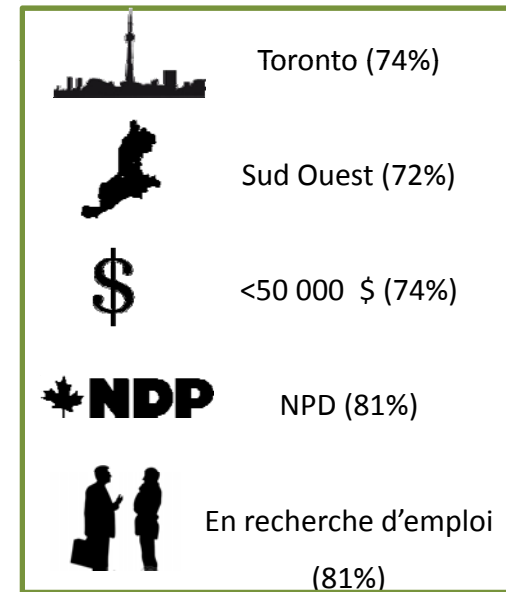 Toronto (74%)
Sud Ouest (72%)
$
<50 000  $ (74%)
NDP
NPD (81%)
En recherche d’emploi
(81%)